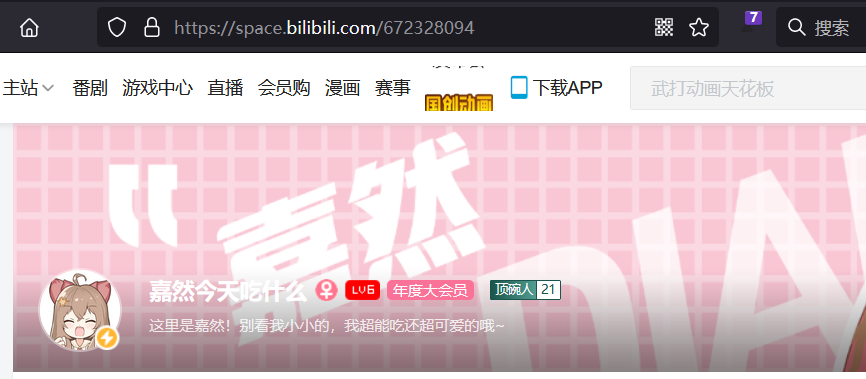 https://space.bilibili.com/672328094
7
搜索
主站 番剧 游戏中心 直播 会员购 漫画 赛事
国创动画
下载APP
武打动画天花板
嘉然
DIA
嘉然今天吃什么 LV6 年度大会员 顶碗人 21
这里是嘉然！别看我小小的，我超能吃还超可爱的哦~